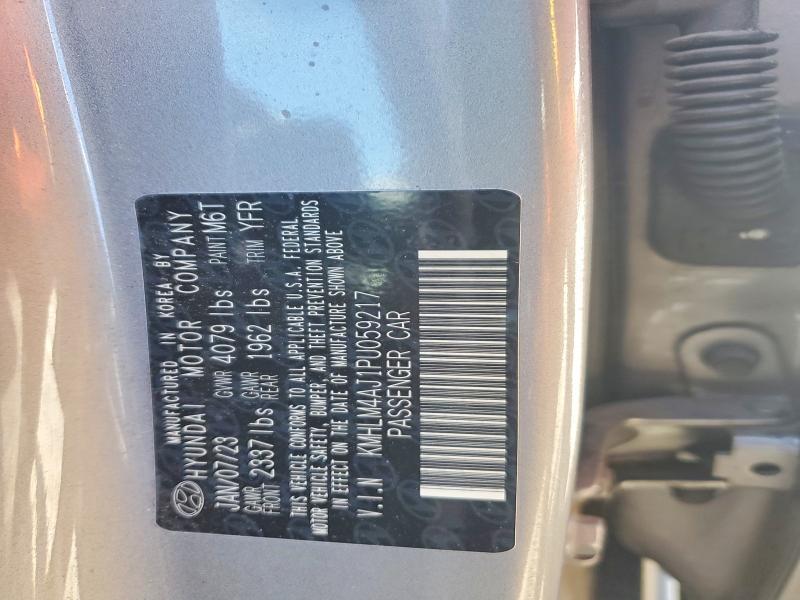 MANUFACTURED IN KOREA BY
HYUNDAI MOTOR COMPANY
JAN/07/23 GVWR 4079 lbs PAINT M6T
GAWR FRONT 2337 lbs GAWR REAR 1962 lbs TRIM YFR
THIS VEHICLE CONFORMS TO ALL APPLICABLE U.S.A. FEDERAL
MOTOR VEHICLE SAFETY, BUMPER, AND THEFT PREVENTION STANDARDS
IN EFFECT ON THE DATE OF MANUFACTURE SHOWN ABOVE
V.I.N KMHLM4AJ1PU059217
PASSENGER CAR